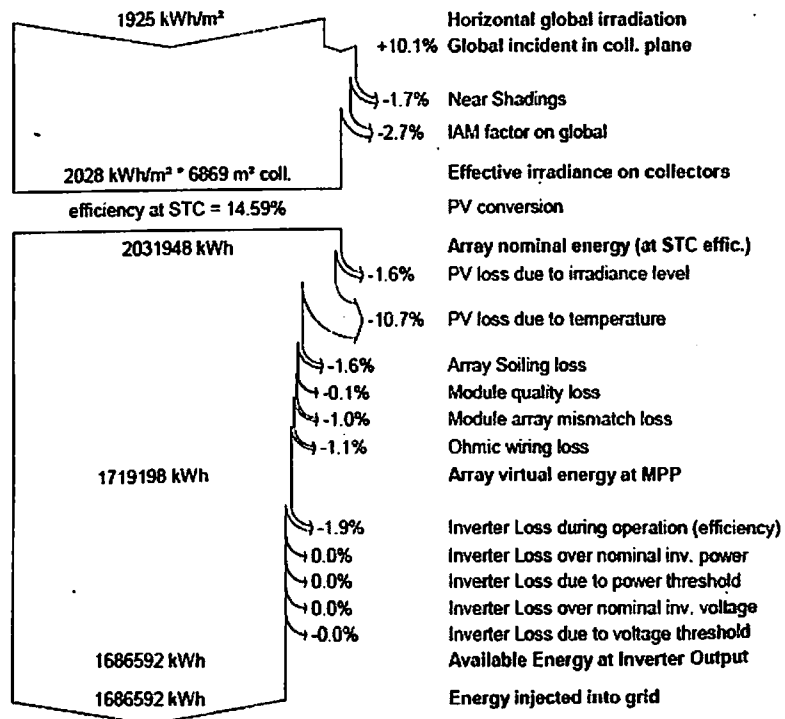 1925 kWh/m² Horizontal global irradiation
+10.1% Global incident in coll. plane
-1.7% Near Shadings
-2.7% IAM factor on global
2028 kWh/m² * 6869 m² coll. Effective irradiance on collectors
efficiency at STC = 14.59% PV conversion
2031948 kWh Array nominal energy (at STC effic.)
-1.6% PV loss due to irradiance level
-10.7% PV loss due to temperature
-1.6% Array Soiling loss
-0.1% Module quality loss
-1.0% Module array mismatch loss
-1.1% Ohmic wiring loss
1719198 kWh Array virtual energy at MPP
-1.9% Inverter Loss during operation (efficiency)
0.0% Inverter Loss over nominal inv. power
0.0% Inverter Loss due to power threshold
0.0% Inverter Loss over nominal inv. voltage
-0.0% Inverter Loss due to voltage threshold
1686592 kWh Available Energy at Inverter Output
1686592 kWh Energy injected into grid